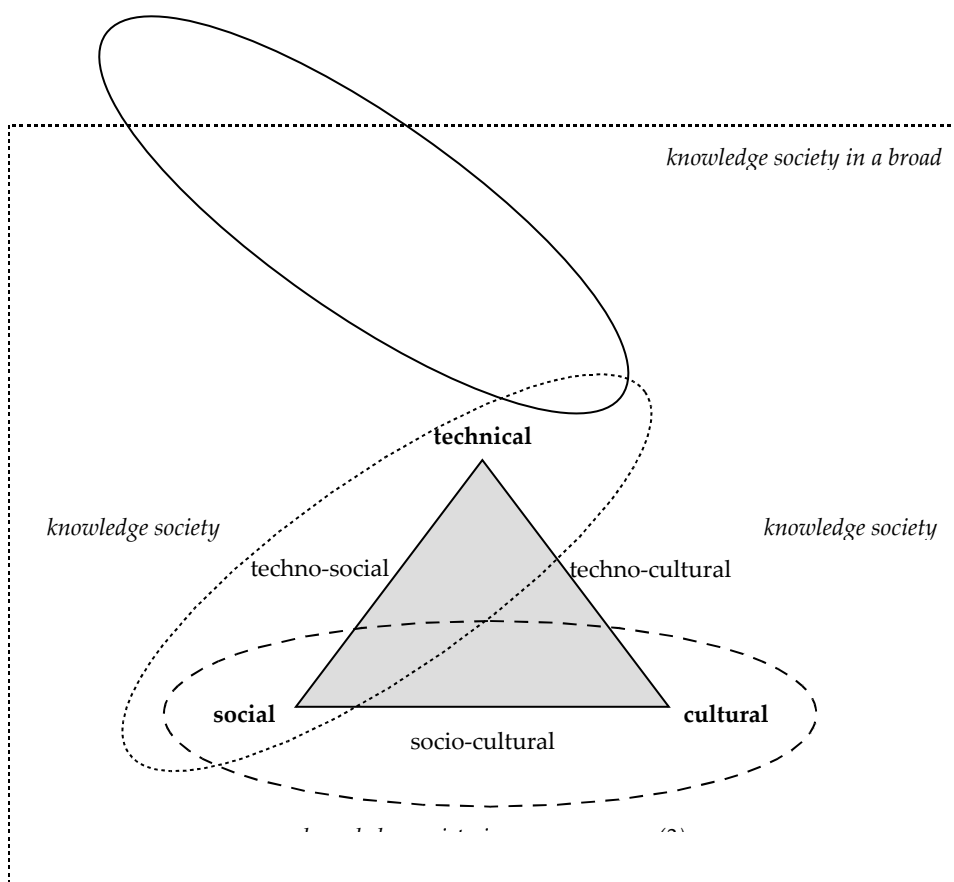 knowledge society in a broad
technical
knowledge society
knowledge society
techno-social
techno-cultural
social
cultural
socio-cultural